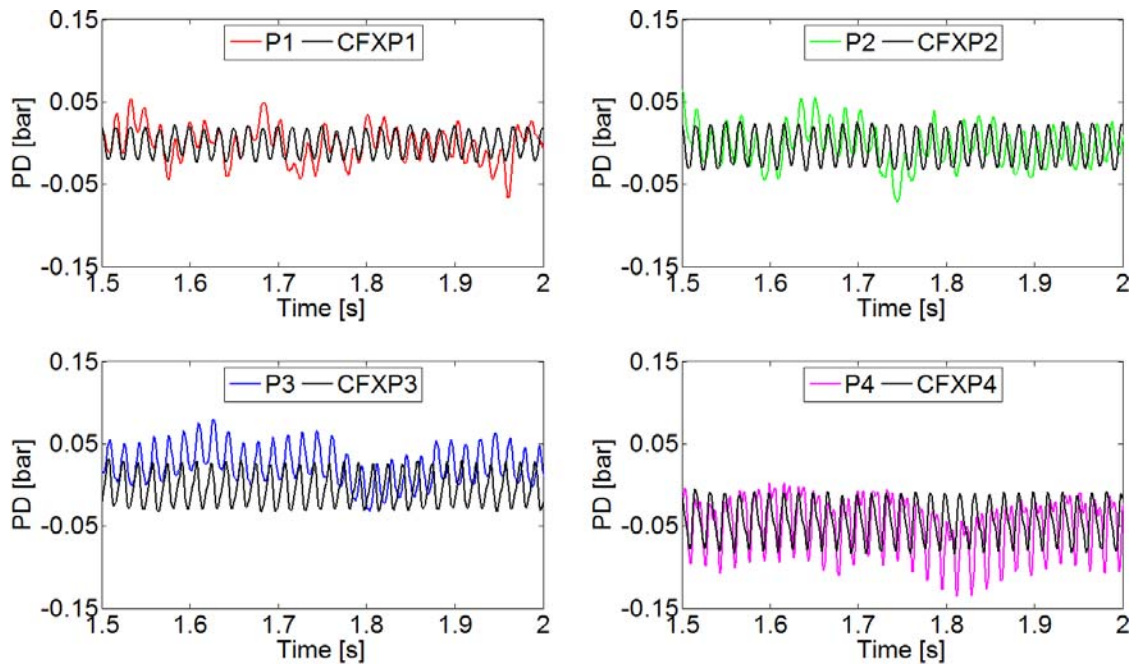 0.15
P1 CFXP1
0.05
PD [bar]
-0.05
-0.15
1.5 1.6 1.7 1.8 1.9 2
Time [s]
0.15
P2 CFXP2
0.05
PD [bar]
-0.05
-0.15
1.5 1.6 1.7 1.8 1.9 2
Time [s]
0.15
P3 CFXP3
0.05
PD [bar]
-0.05
-0.15
1.5 1.6 1.7 1.8 1.9 2
Time [s]
0.15
P4 CFXP4
0.05
PD [bar]
-0.05
-0.15
1.5 1.6 1.7 1.8 1.9 2
Time [s]